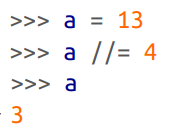 >>> a = 13
>>> a //= 4
>>> a
3